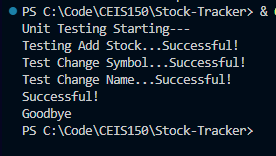 PS C:\Code\CEIS150\Stock-Tracker> &
Unit Testing Starting---
Testing Add Stock...Successful!
Test Change Symbol...Successful!
Test Change Name...Successful!
Successful!
Goodbye
PS C:\Code\CEIS150\Stock-Tracker>